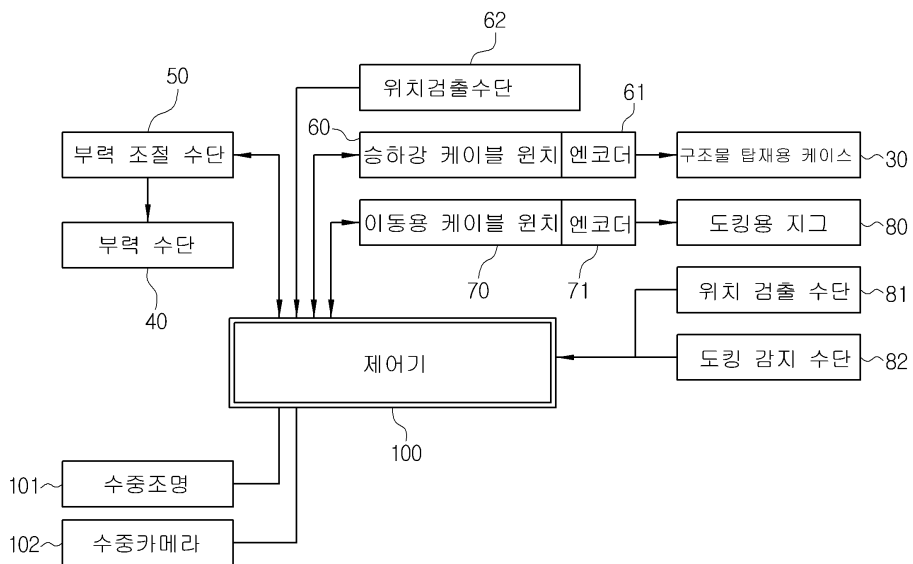 62
위치검출수단
50
부력 조절 수단
60
61
승하강 케이블 윈치
엔코더
구조물 탑재용 케이스
30
이동용 케이블 윈치
엔코더
도킹용 지그
80
부력 수단
40
70
71
위치 검출 수단
81
제어기
도킹 감지 수단
82
100
101
수중조명
102
수중카메라